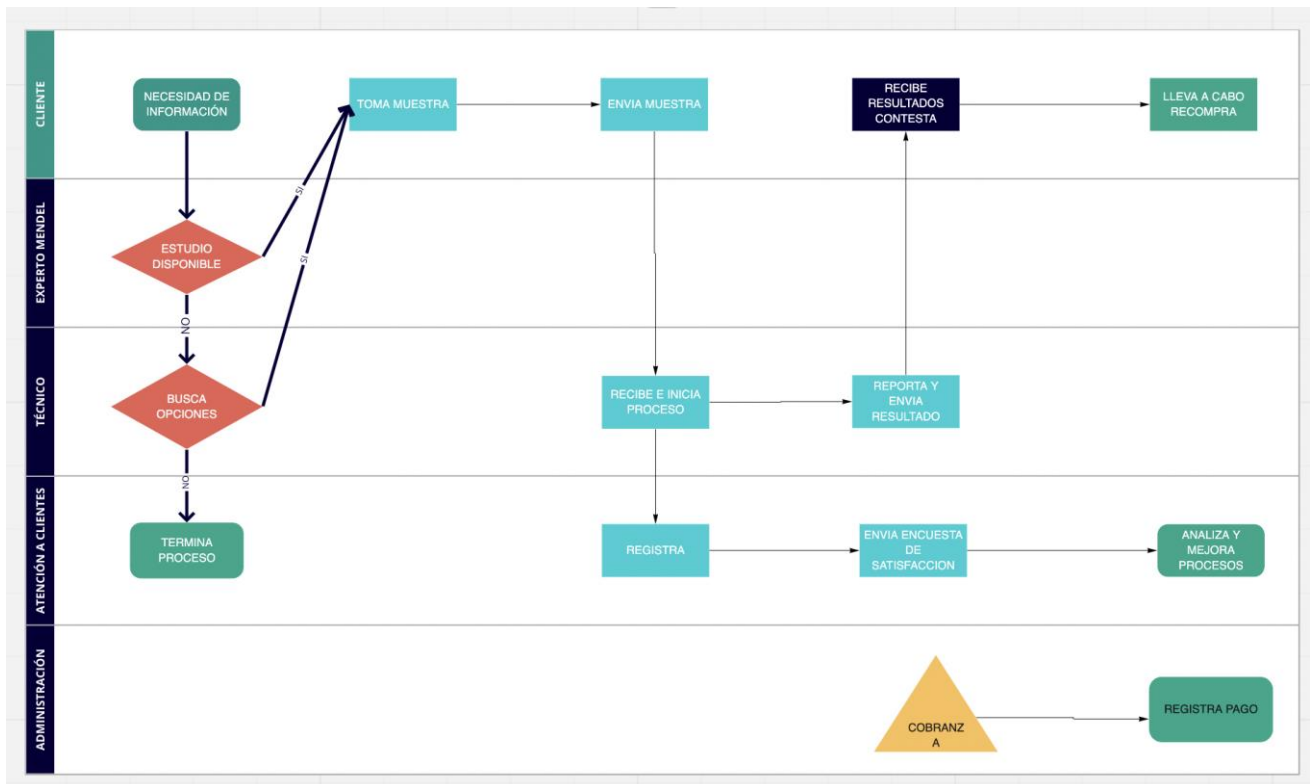 CLIENTE
NECESIDAD DE
INFORMACIÓN
TOMA MUESTRA
ENVIA MUESTRA
RECIBE
RESULTADOS
CONTESTA
LLEVA A CABO
RECOMPRA
EXPERTO MENDEL
ESTUDIO
DISPONIBLE
SI
SI
NO
TÉCNICO
BUSCA
OPCIONES
RECIBE E INICIA
PROCESO
REPORTA Y
ENVIA
RESULTADO
NO
ATENCIÓN A CLIENTES
TERMINA
PROCESO
REGISTRA
ENVIA ENCUESTA
DE
SATISFACCION
ANALIZA Y
MEJORA
PROCESOS
ADMINISTRACIÓN
COBRANZ
A
REGISTRA PAGO